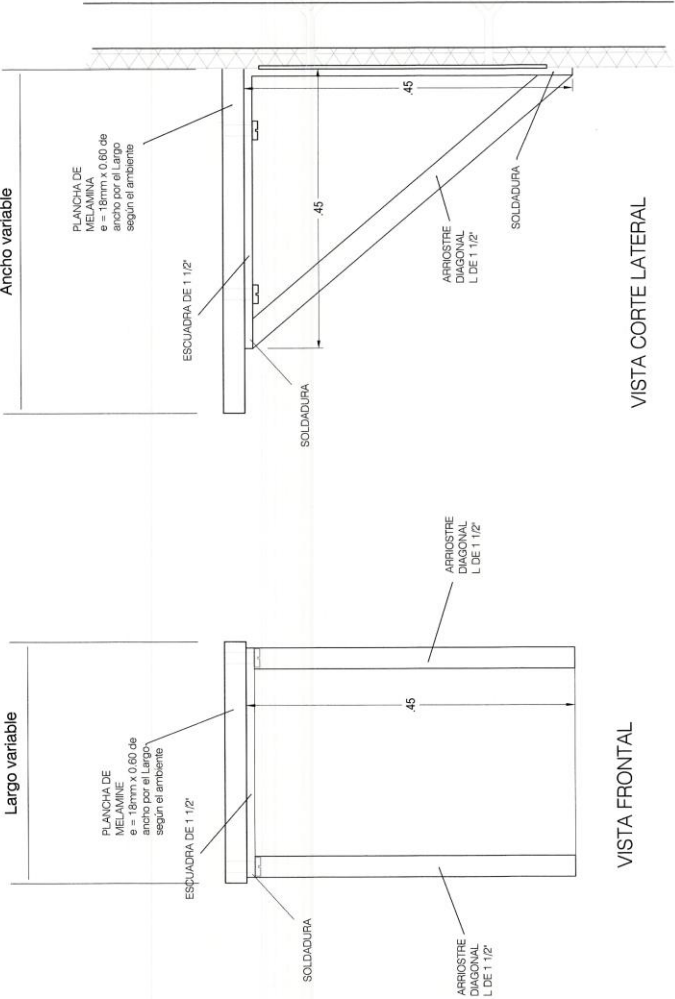 Ancho variable
PLANCHA DE
MELAMINA
e = 18mm x 0.60 de
ancho por el Largo
según el ambiente
ESCUADRA DE 1 1/2"
SOLDADURA
.45
.45
ARRIOSTRE
DIAGONAL
L DE 1 1/2"
SOLDADURA
VISTA CORTE LATERAL
Largo variable
PLANCHA DE
MELAMINE
e = 18mm x 0.60 de
ancho por el Largo
según el ambiente
ESCUADRA DE 1 1/2"
SOLDADURA
.45
ARRIOSTRE
DIAGONAL
L DE 1 1/2"
ARRIOSTRE
DIAGONAL
L DE 1 1/2"
VISTA FRONTAL